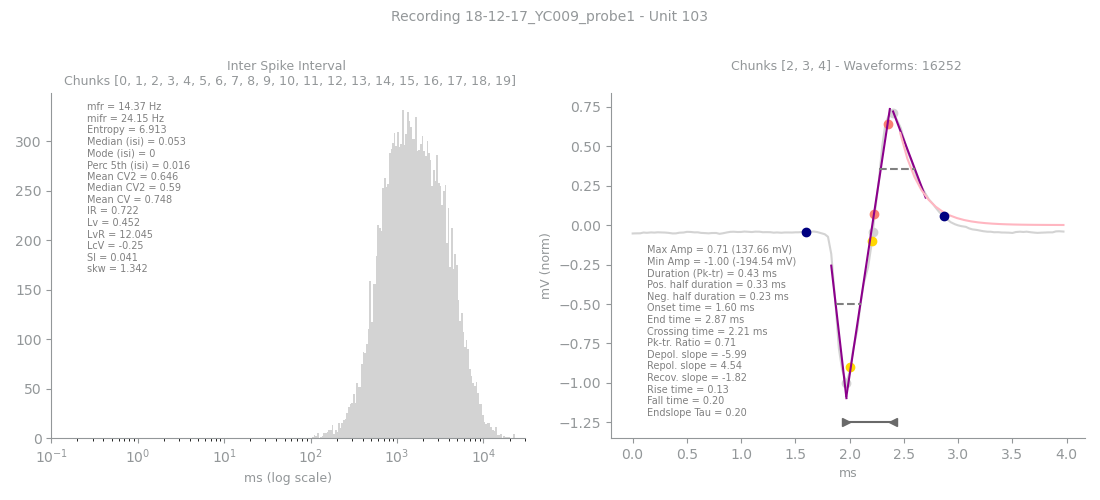 Recording 18-12-17_YC009_probe1 - Unit 103
Inter Spike Interval
Chunks [0, 1, 2, 3, 4, 5, 6, 7, 8, 9, 10, 11, 12, 13, 14, 15, 16, 17, 18, 19]
mfr = 14.37 Hz
mifr = 24.15 Hz
Entropy = 6.913
Median (isi) = 0.053
Mode (isi) = 0
Perc 5th (isi) = 0.016
Mean CV2 = 0.646
Median CV2 = 0.59
Mean CV = 0.748
IR = 0.722
Lv = 0.452
LvR = 12.045
LcV = -0.25
SI = 0.041
skw = 1.342
300
250
200
150
100
50
0
10⁻¹ 10⁰ 10¹ 10² 10³ 10⁴
ms (log scale)
Chunks [2, 3, 4] - Waveforms: 16252
mV (norm)
0.75
0.50
0.25
0.00
−0.25
−0.50
−0.75
−1.00
−1.25
Max Amp = 0.71 (137.66 mV)
Min Amp = -1.00 (-194.54 mV)
Duration (Pk-tr) = 0.43 ms
Pos. half duration = 0.33 ms
Neg. half duration = 0.23 ms
Onset time = 1.60 ms
End time = 2.87 ms
Crossing time = 2.21 ms
Pk-tr. Ratio = 0.71
Depol. slope = -5.99
Repol. slope = 4.54
Recov. slope = -1.82
Rise time = 0.13
Fall time = 0.20
Endslope Tau = 0.20
0.0 0.5 1.0 1.5 2.0 2.5 3.0 3.5 4.0
ms